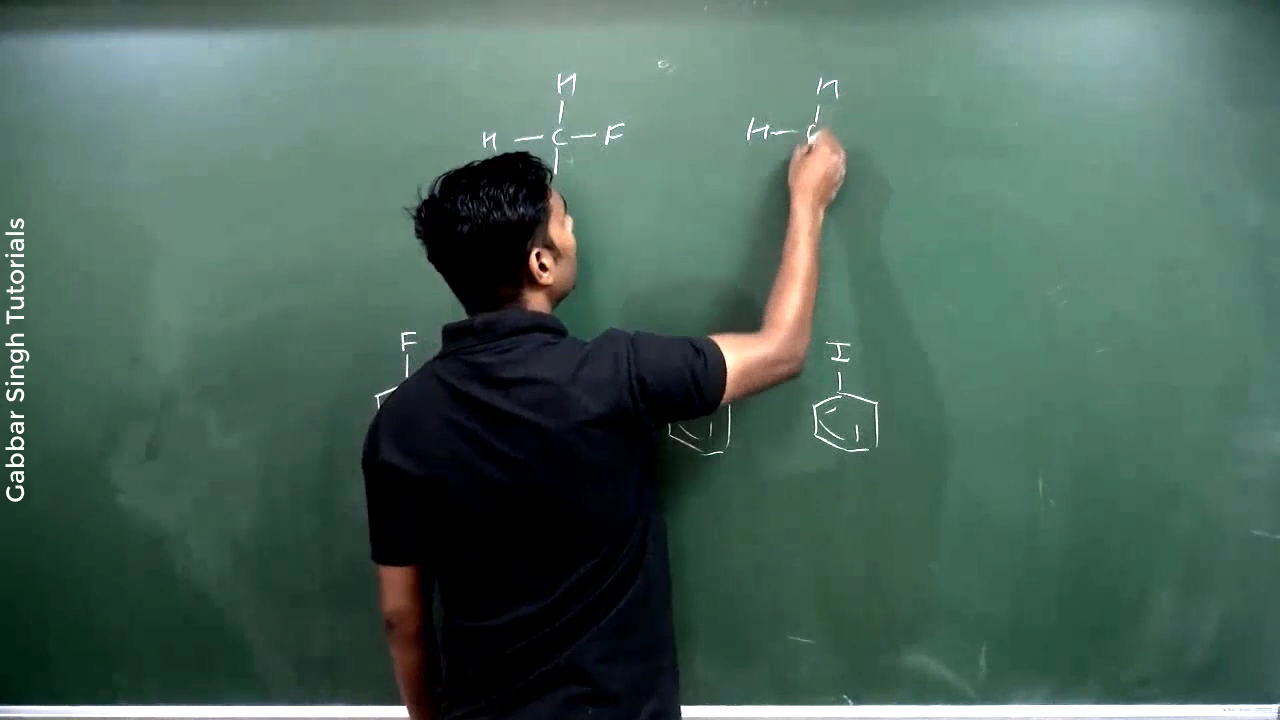 Gabbar Singh Tutorials
H H
H — C — F H — C
F I